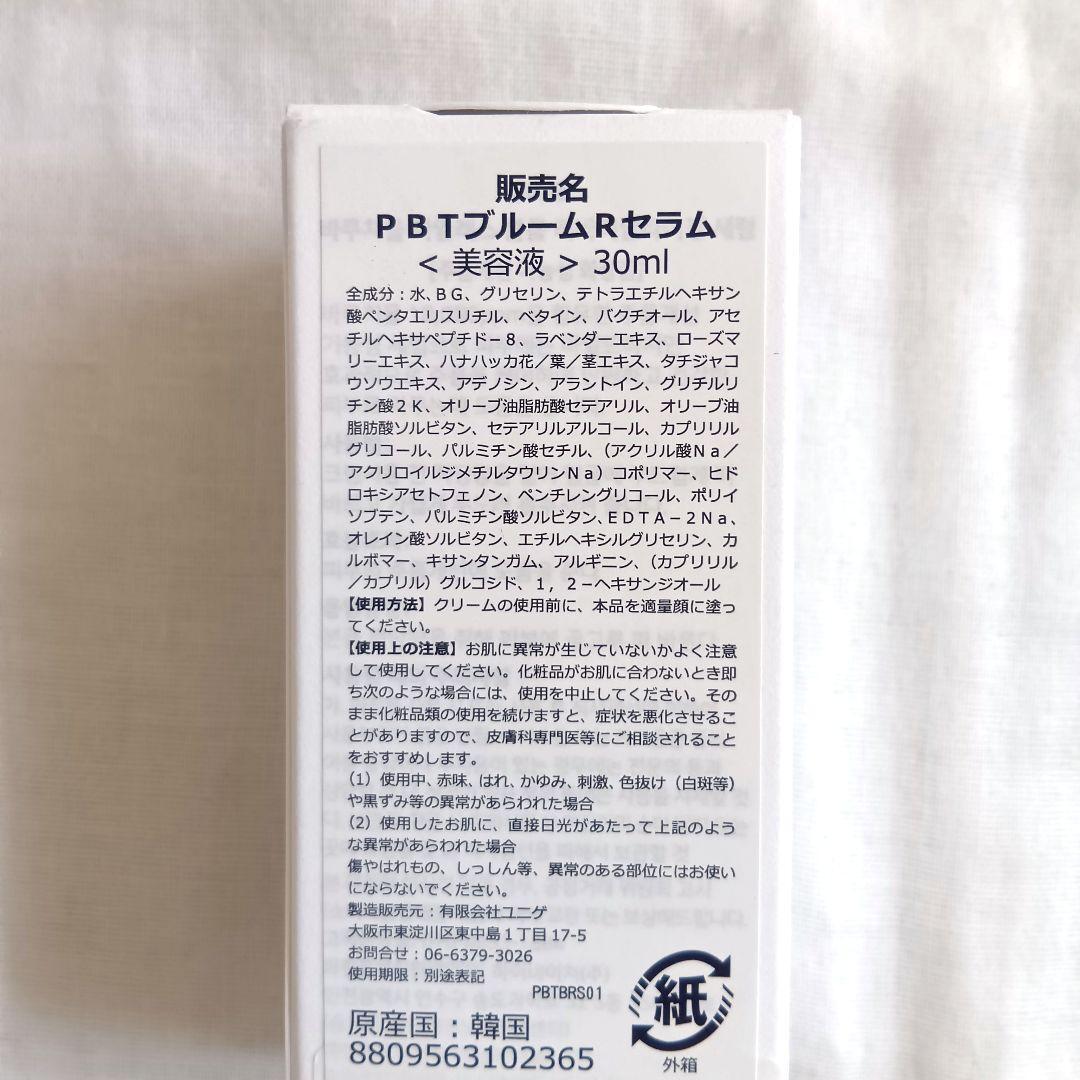 販売名
ＰＢＴブルームＲセラム
< 美容液 > 30ml
全成分：水、ＢＧ、グリセリン、テトラエチルヘキサン
酸ペンタエリスリチル、ベタイン、バクチオール、アセ
チルヘキサペプチド－８、ラベンダーエキス、ローズマ
リーエキス、ハナハッカ花／葉／茎エキス、タチジャコ
ウソウエキス、アデノシン、アラントイン、グリチルリ
チン酸２Ｋ、オリーブ油脂肪酸セテアリル、オリーブ油
脂肪酸ソルビタン、セテアリルアルコール、カプリリル
グリコール、パルミチン酸セチル、（アクリル酸Ｎａ／
アクリロイルジメチルタウリンＮａ）コポリマー、ヒド
ロキシアセトフェノン、ペンチレングリコール、ポリイ
ソブテン、パルミチン酸ソルビタン、ＥＤＴＡ－２Ｎａ、
オレイン酸ソルビタン、エチルヘキシルグリセリン、カ
ルボマー、キサンタンガム、アルギニン、（カプリリル
／カプリル）グルコシド、１，２－ヘキサンジオール
【使用方法】クリームの使用前に、本品を適量顔に塗っ
てください。
【使用上の注意】お肌に異常が生じていないかよく注意
して使用してください。化粧品がお肌に合わないとき即
ち次のような場合には、使用を中止してください。その
まま化粧品類の使用を続けますと、症状を悪化させるこ
とがありますので、皮膚科専門医等にご相談されること
をおすすめします。
（1）使用中、赤味、はれ、かゆみ、刺激、色抜け（白斑等）
や黒ずみ等の異常があらわれた場合
（2）使用したお肌に、直接日光があたって上記のよう
な異常があらわれた場合
傷やはれもの、しっしん等、異常のある部位にはお使い
にならないでください。
製造販売元：有限会社ユニゲ
大阪市東淀川区東中島１丁目 17-5
お問合せ：06-6379-3026
使用期限：別途表記
PBTBRS01
原産国：韓国
8809563102365
紙
外箱